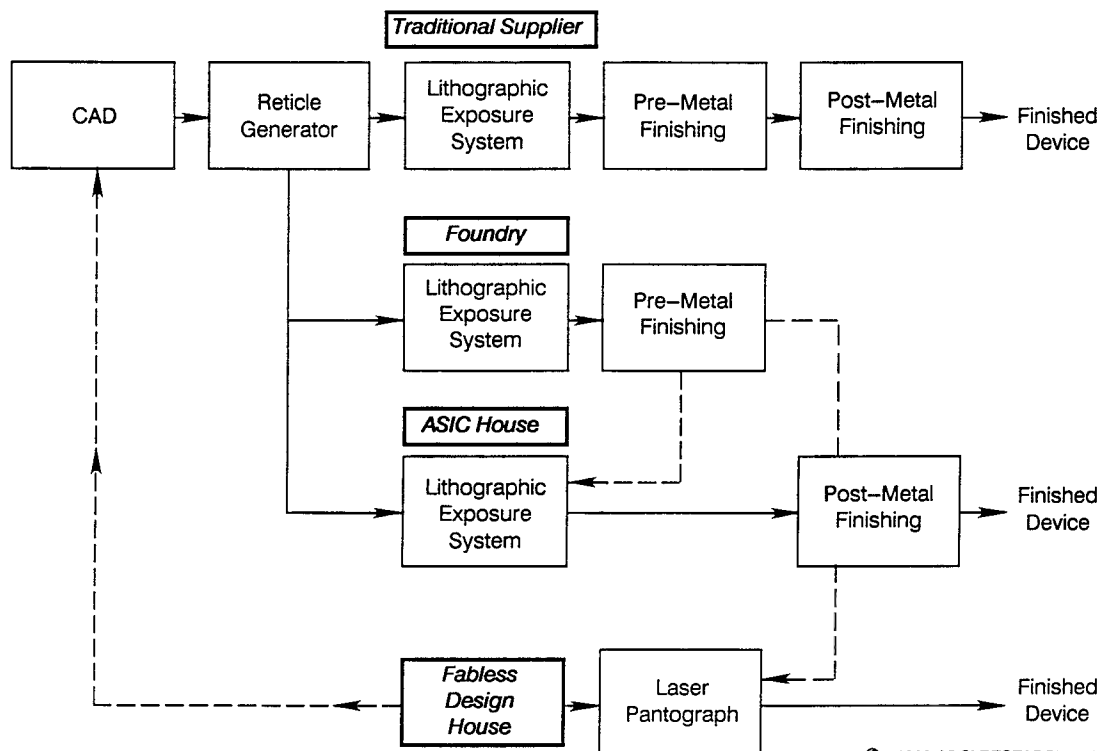 Traditional Supplier
CAD
Reticle
Generator
Lithographic
Exposure
System
Pre-Metal
Finishing
Post-Metal
Finishing
Finished
Device
Foundry
Lithographic
Exposure
System
Pre-Metal
Finishing
ASIC House
Lithographic
Exposure
System
Post-Metal
Finishing
Finished
Device
Fabless
Design
House
Laser
Pantograph
Finished
Device